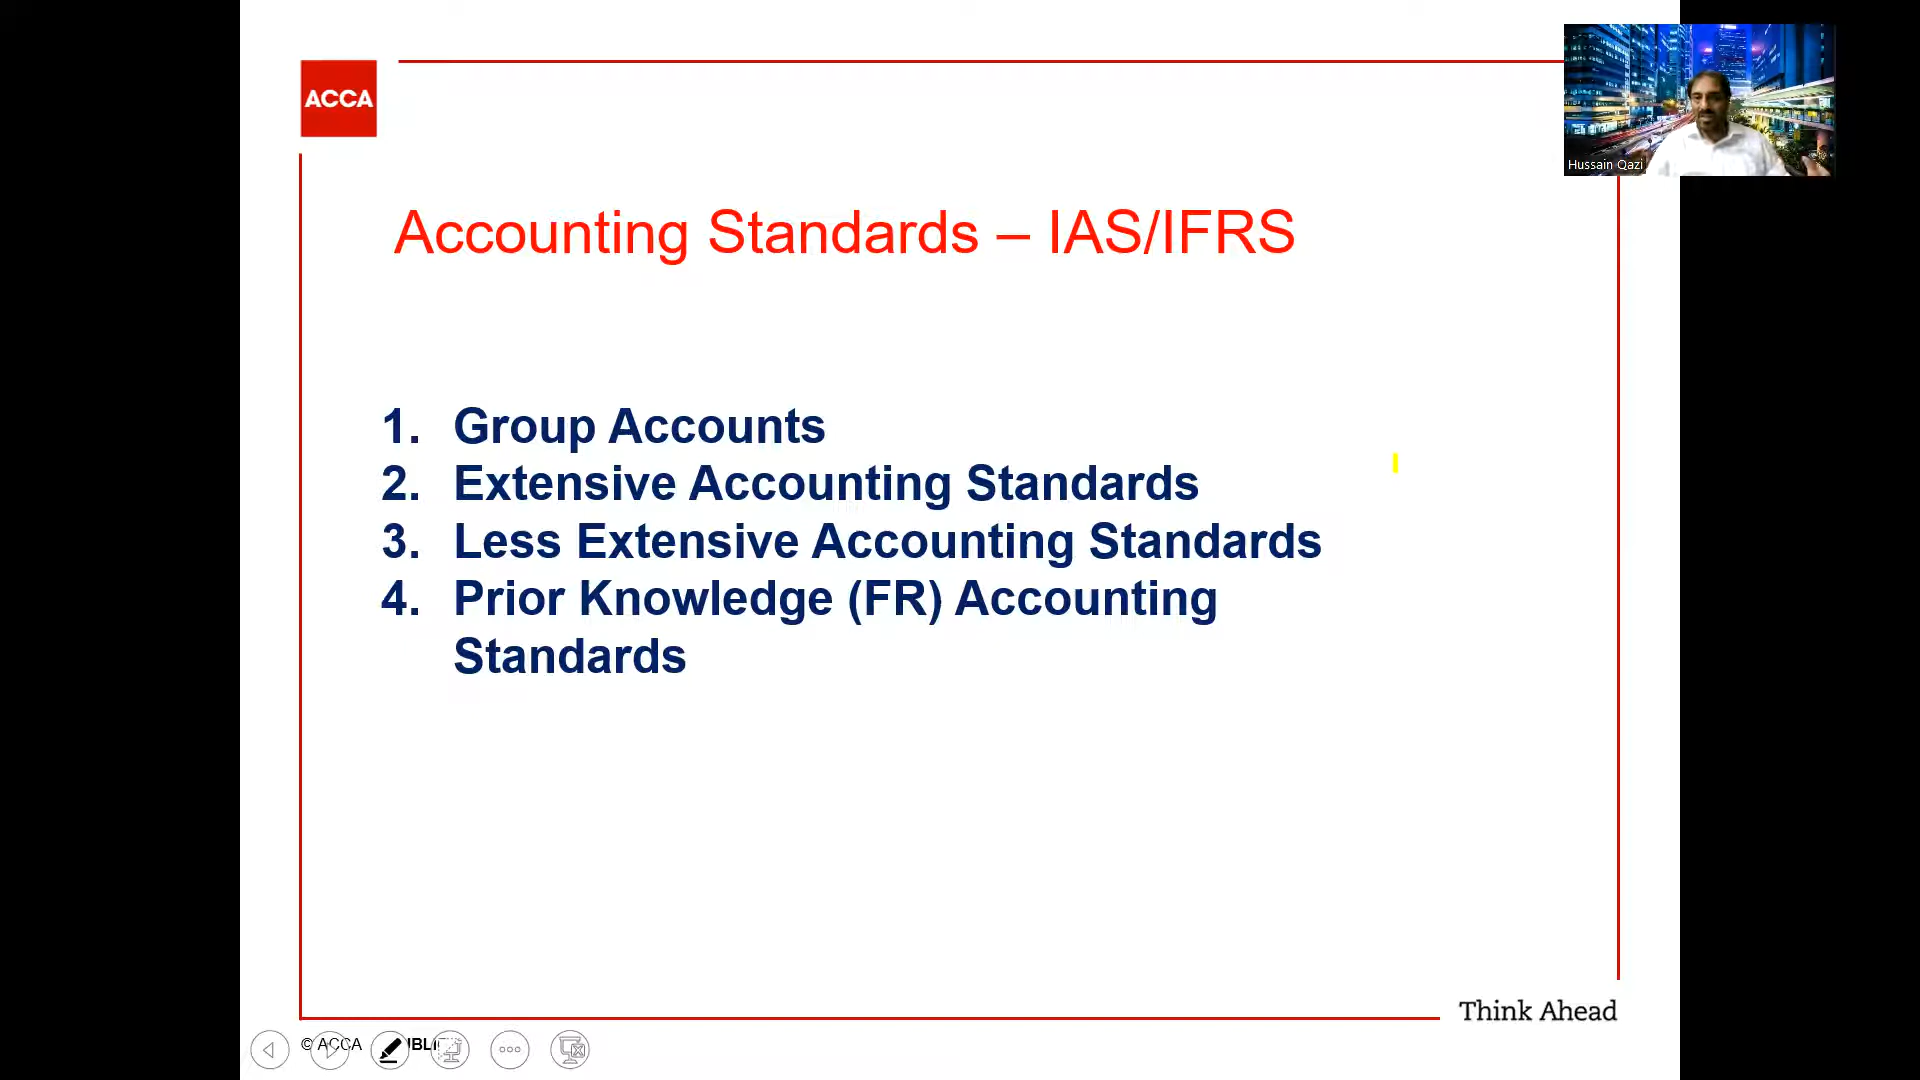 ACCA
Hussain Qazi
Accounting Standards – IAS/IFRS
1. Group Accounts
2. Extensive Accounting Standards
3. Less Extensive Accounting Standards
4. Prior Knowledge (FR) Accounting
Standards
Think Ahead
© ACCA